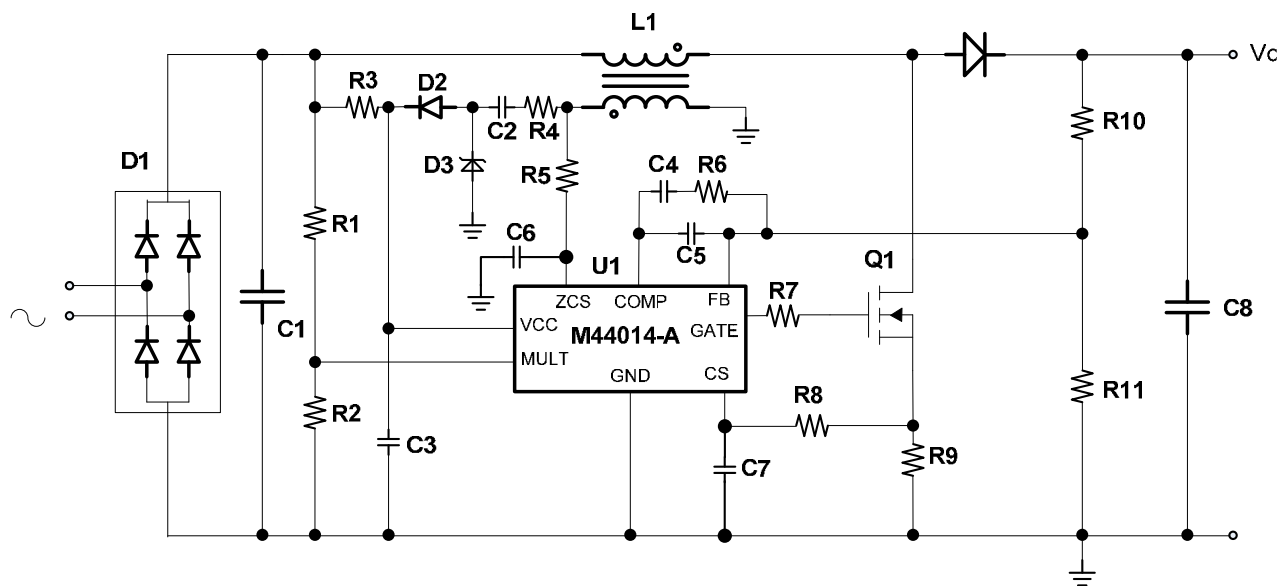 L1
Vo
R3
D2
C2
R4
R10
D1
D3
R5
C4
R6
R1
C6
C5
U1
Q1
ZCS
COMP
FB
R7
C1
VCC
M44014-A
GATE
C8
MULT
GND
CS
R8
R11
R2
C3
R9
C7